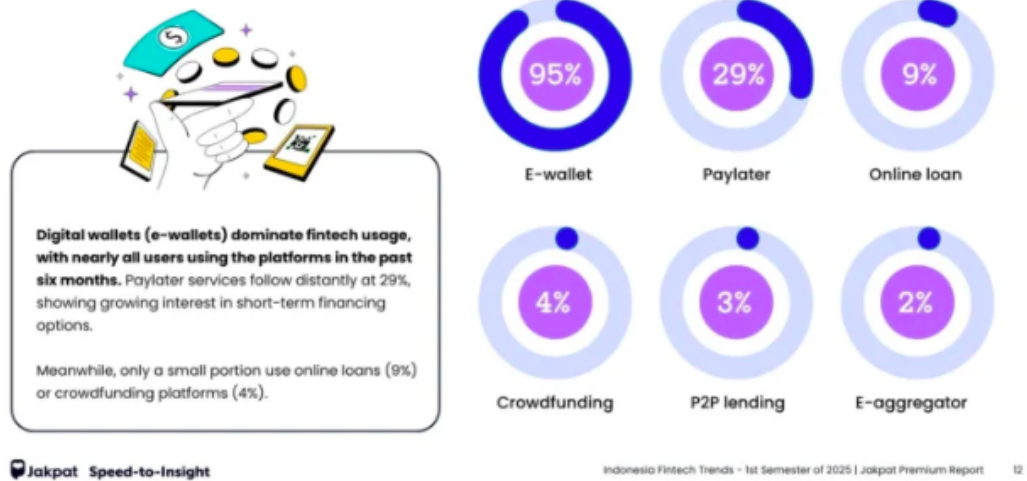 95%
29%
9%
E-wallet
Paylater
Online loan
Digital wallets (e-wallets) dominate fintech usage,
with nearly all users using the platforms in the past
six months. Paylater services follow distantly at 29%,
showing growing interest in short-term financing
options.
Meanwhile, only a small portion use online loans (9%)
or crowdfunding platforms (4%).
4%
3%
2%
Crowdfunding
P2P lending
E-aggregator
Jakpat Speed-to-Insight
Indonesia Fintech Trends - 1st Semester of 2025 | Jakpat Premium Report 12